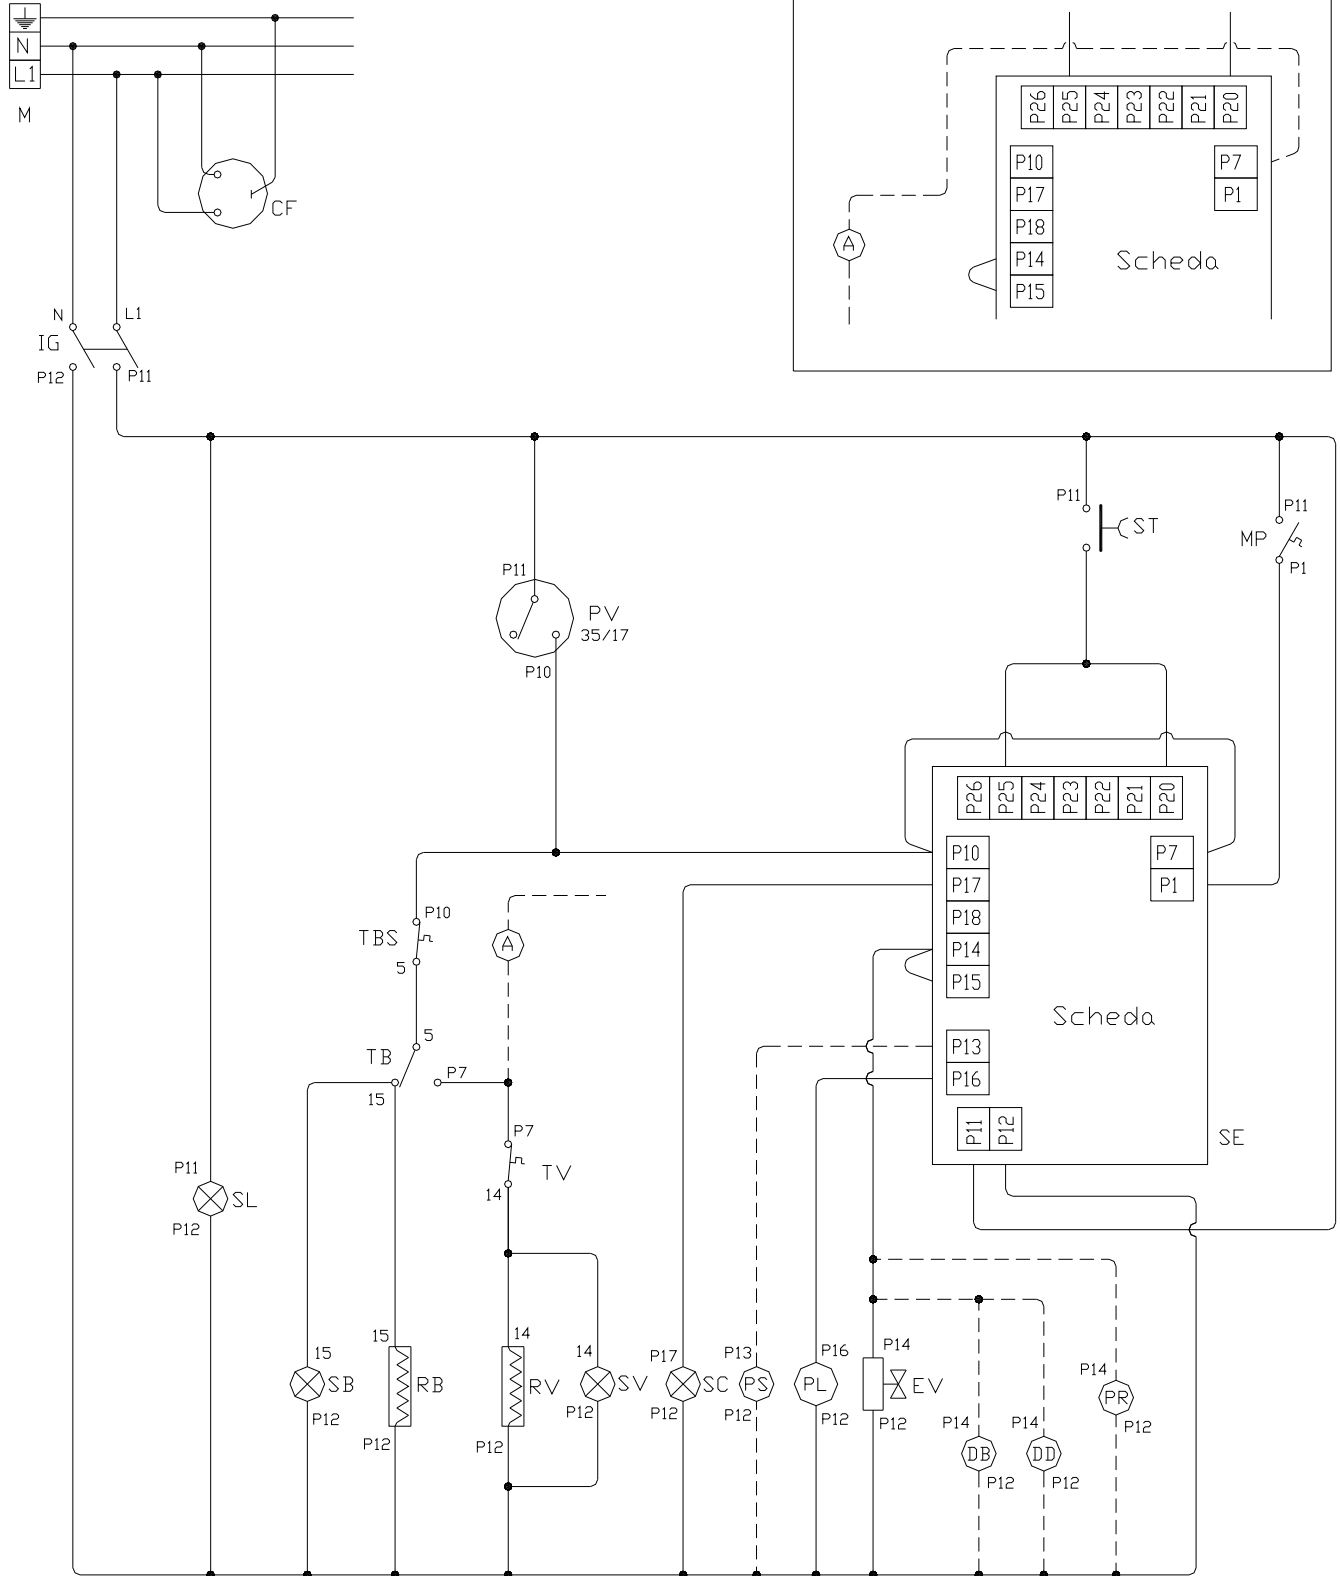 N
L1
M
CF
P26 P25 P24 P23 P22 P21 P20
P10
P7
P17
P1
P18
P14
P15
Scheda
A
N
L1
IG
P12
P11
P11
ST
P11
MP
P1
P11
PV
35/17
P10
P26 P25 P24 P23 P22 P21 P20
P10
P7
P17
P1
P18
P14
P15
Scheda
P13
P16
P11 P12
SE
P10
TBS
5
A
5
TB
P7
15
P7
TV
14
P11
SL
P12
15
SB
P12
15
RB
P12
14
RV
P12
14
SV
P12
P17
SC
P12
P13
PS
P12
P16
PL
P12
P14
EV
P12
P14
DB
P12
P14
DD
P12
P14
PR
P12